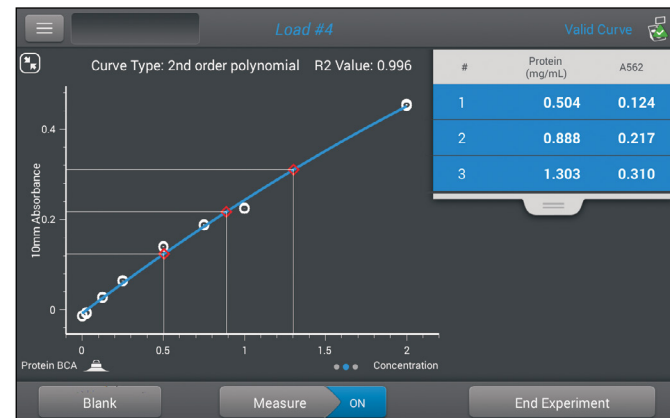 Load #4
Valid Curve
Curve Type: 2nd order polynomial R2 Value: 0.996
# Protein (mg/mL) A562
1 0.504 0.124
2 0.888 0.217
3 1.303 0.310
10mm Absorbance
0.4
0.2
0
0 0.5 1 1.5 2
Protein BCA
Concentration
Blank
Measure ON
End Experiment